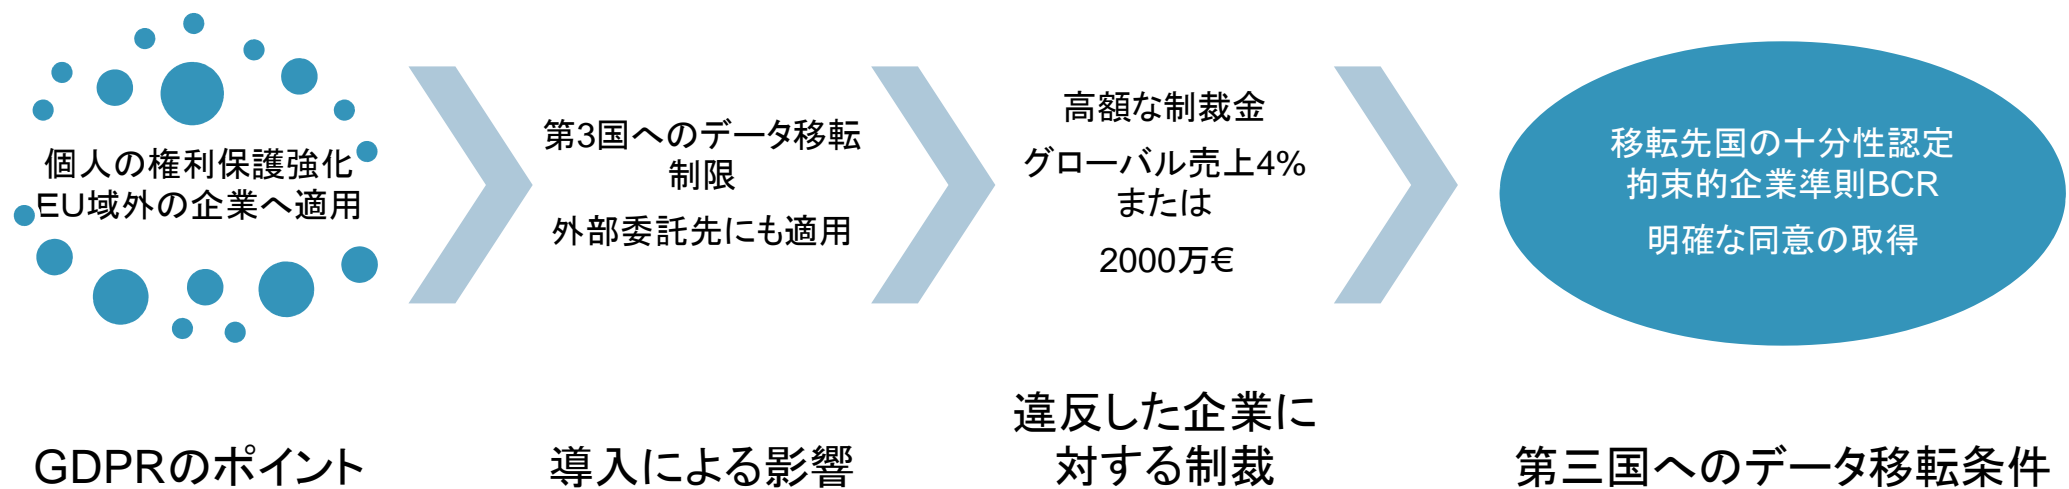 個人の権利保護強化
EU域外の企業へ適用
第3国へのデータ移転
制限
外部委託先にも適用
高額な制裁金
グローバル売上4%
または
2000万€
移転先国の十分性認定
拘束的企業準則BCR
明確な同意の取得
GDPRのポイント
導入による影響
違反した企業に
対する制裁
第三国へのデータ移転条件